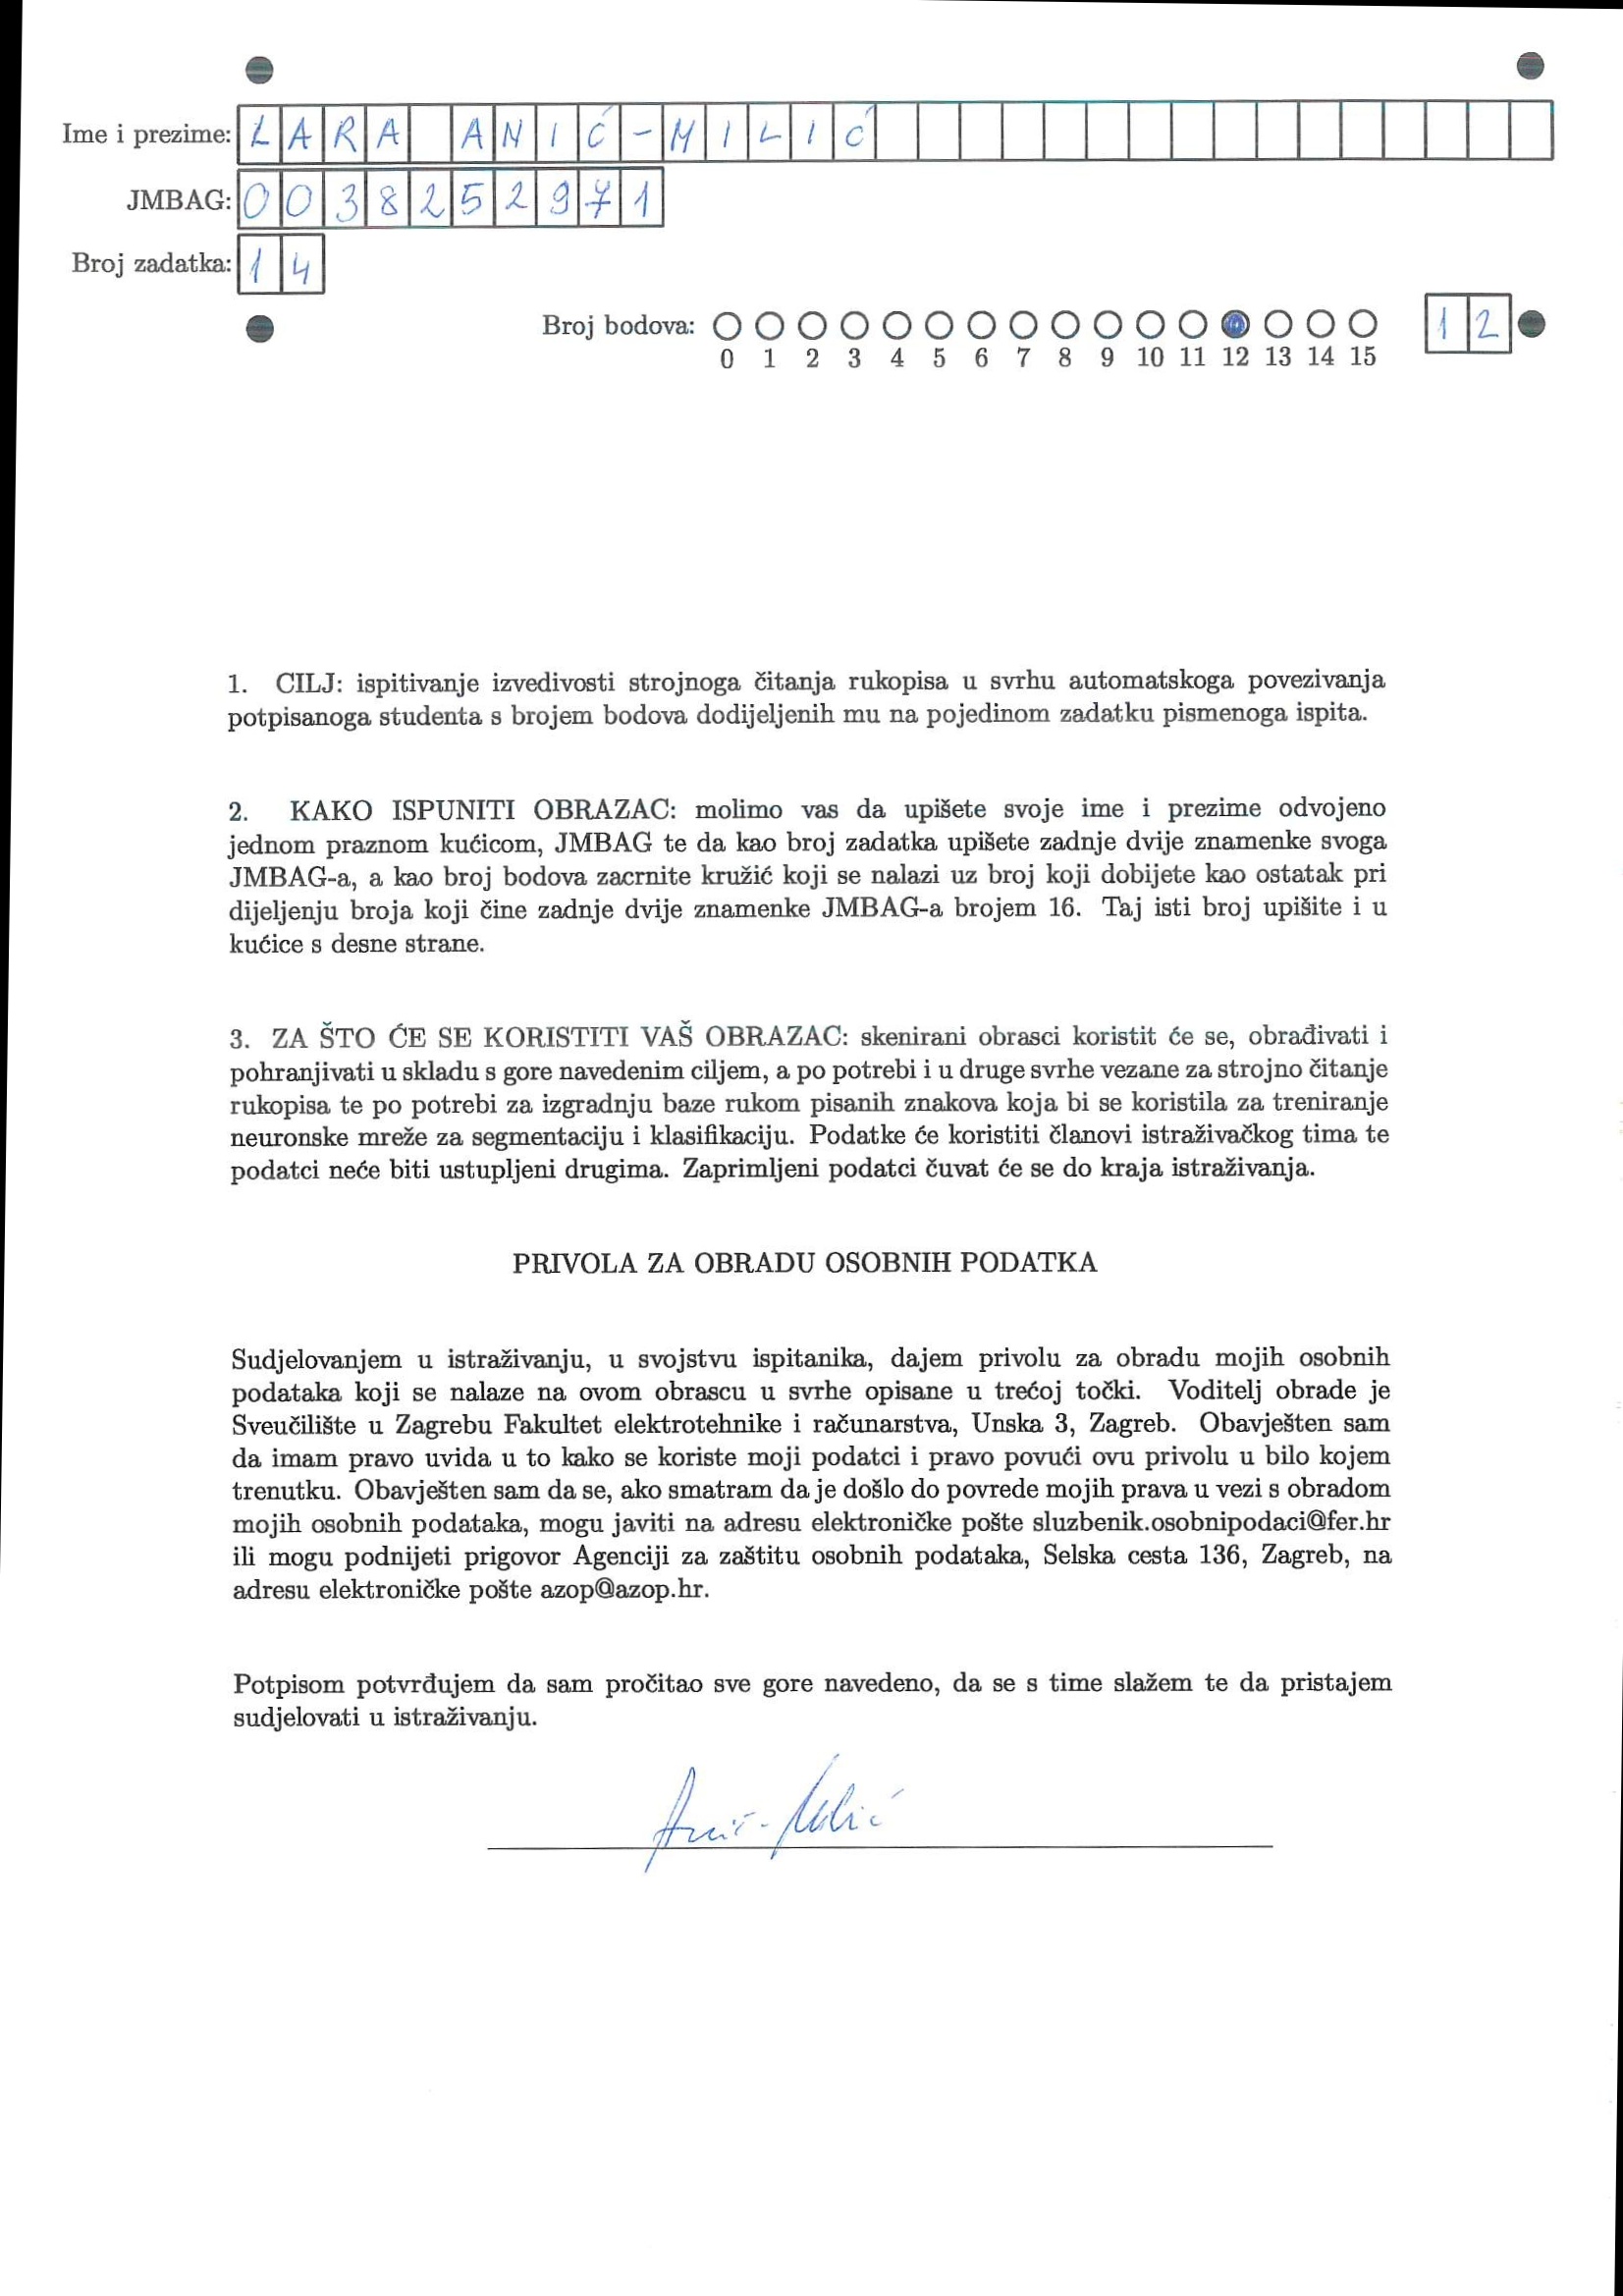 Ime i prezime: LARA ANIĆ-MILIĆ
JMBAG: 0038252971
Broj zadatka: 14
Broj bodova: 12
0 1 2 3 4 5 6 7 8 9 10 11 12 13 14 15
1. CILJ: ispitivanje izvedivosti strojnoga čitanja rukopisa u svrhu automatskoga povezivanja
potpisanoga studenta s brojem bodova dodijeljenih mu na pojedinom zadatku pismenoga ispita.
2. KAKO ISPUNITI OBRAZAC: molimo vas da upišete svoje ime i prezime odvojeno
jednom praznom kućicom, JMBAG te da kao broj zadatka upišete zadnje dvije znamenke svoga
JMBAG-a, a kao broj bodova zacrnite kružić koji se nalazi uz broj koji dobijete kao ostatak pri
dijeljenju broja koji čine zadnje dvije znamenke JMBAG-a brojem 16. Taj isti broj upišite i u
kućice s desne strane.
3. ZA ŠTO ĆE SE KORISTITI VAŠ OBRAZAC: skenirani obrasci koristit će se, obrađivati i
pohranjivati u skladu s gore navedenim ciljem, a po potrebi i u druge svrhe vezane za strojno čitanje
rukopisa te po potrebi za izgradnju baze rukom pisanih znakova koja bi se koristila za treniranje
neuronske mreže za segmentaciju i klasifikaciju. Podatke će koristiti članovi istraživačkog tima te
podatci neće biti ustupljeni drugima. Zaprimljeni podatci čuvat će se do kraja istraživanja.
PRIVOLA ZA OBRADU OSOBNIH PODATKA
Sudjelovanjem u istraživanju, u svojstvu ispitanika, dajem privolu za obradu mojih osobnih
podataka koji se nalaze na ovom obrascu u svrhe opisane u trećoj točki. Voditelj obrade je
Sveučilište u Zagrebu Fakultet elektrotehnike i računarstva, Unska 3, Zagreb. Obavješten sam
da imam pravo uvida u to kako se koriste moji podatci i pravo povući ovu privolu u bilo kojem
trenutku. Obavješten sam da se, ako smatram da je došlo do povrede mojih prava u vezi s obradom
mojih osobnih podataka, mogu javiti na adresu elektroničke pošte sluzbenik.osobnipodaci@fer.hr
ili mogu podnijeti prigovor Agenciji za zaštitu osobnih podataka, Selska cesta 136, Zagreb, na
adresu elektroničke pošte azop@azop.hr.
Potpisom potvrđujem da sam pročitao sve gore navedeno, da se s time slažem te da pristajem
sudjelovati u istraživanju.
Anić-Milić